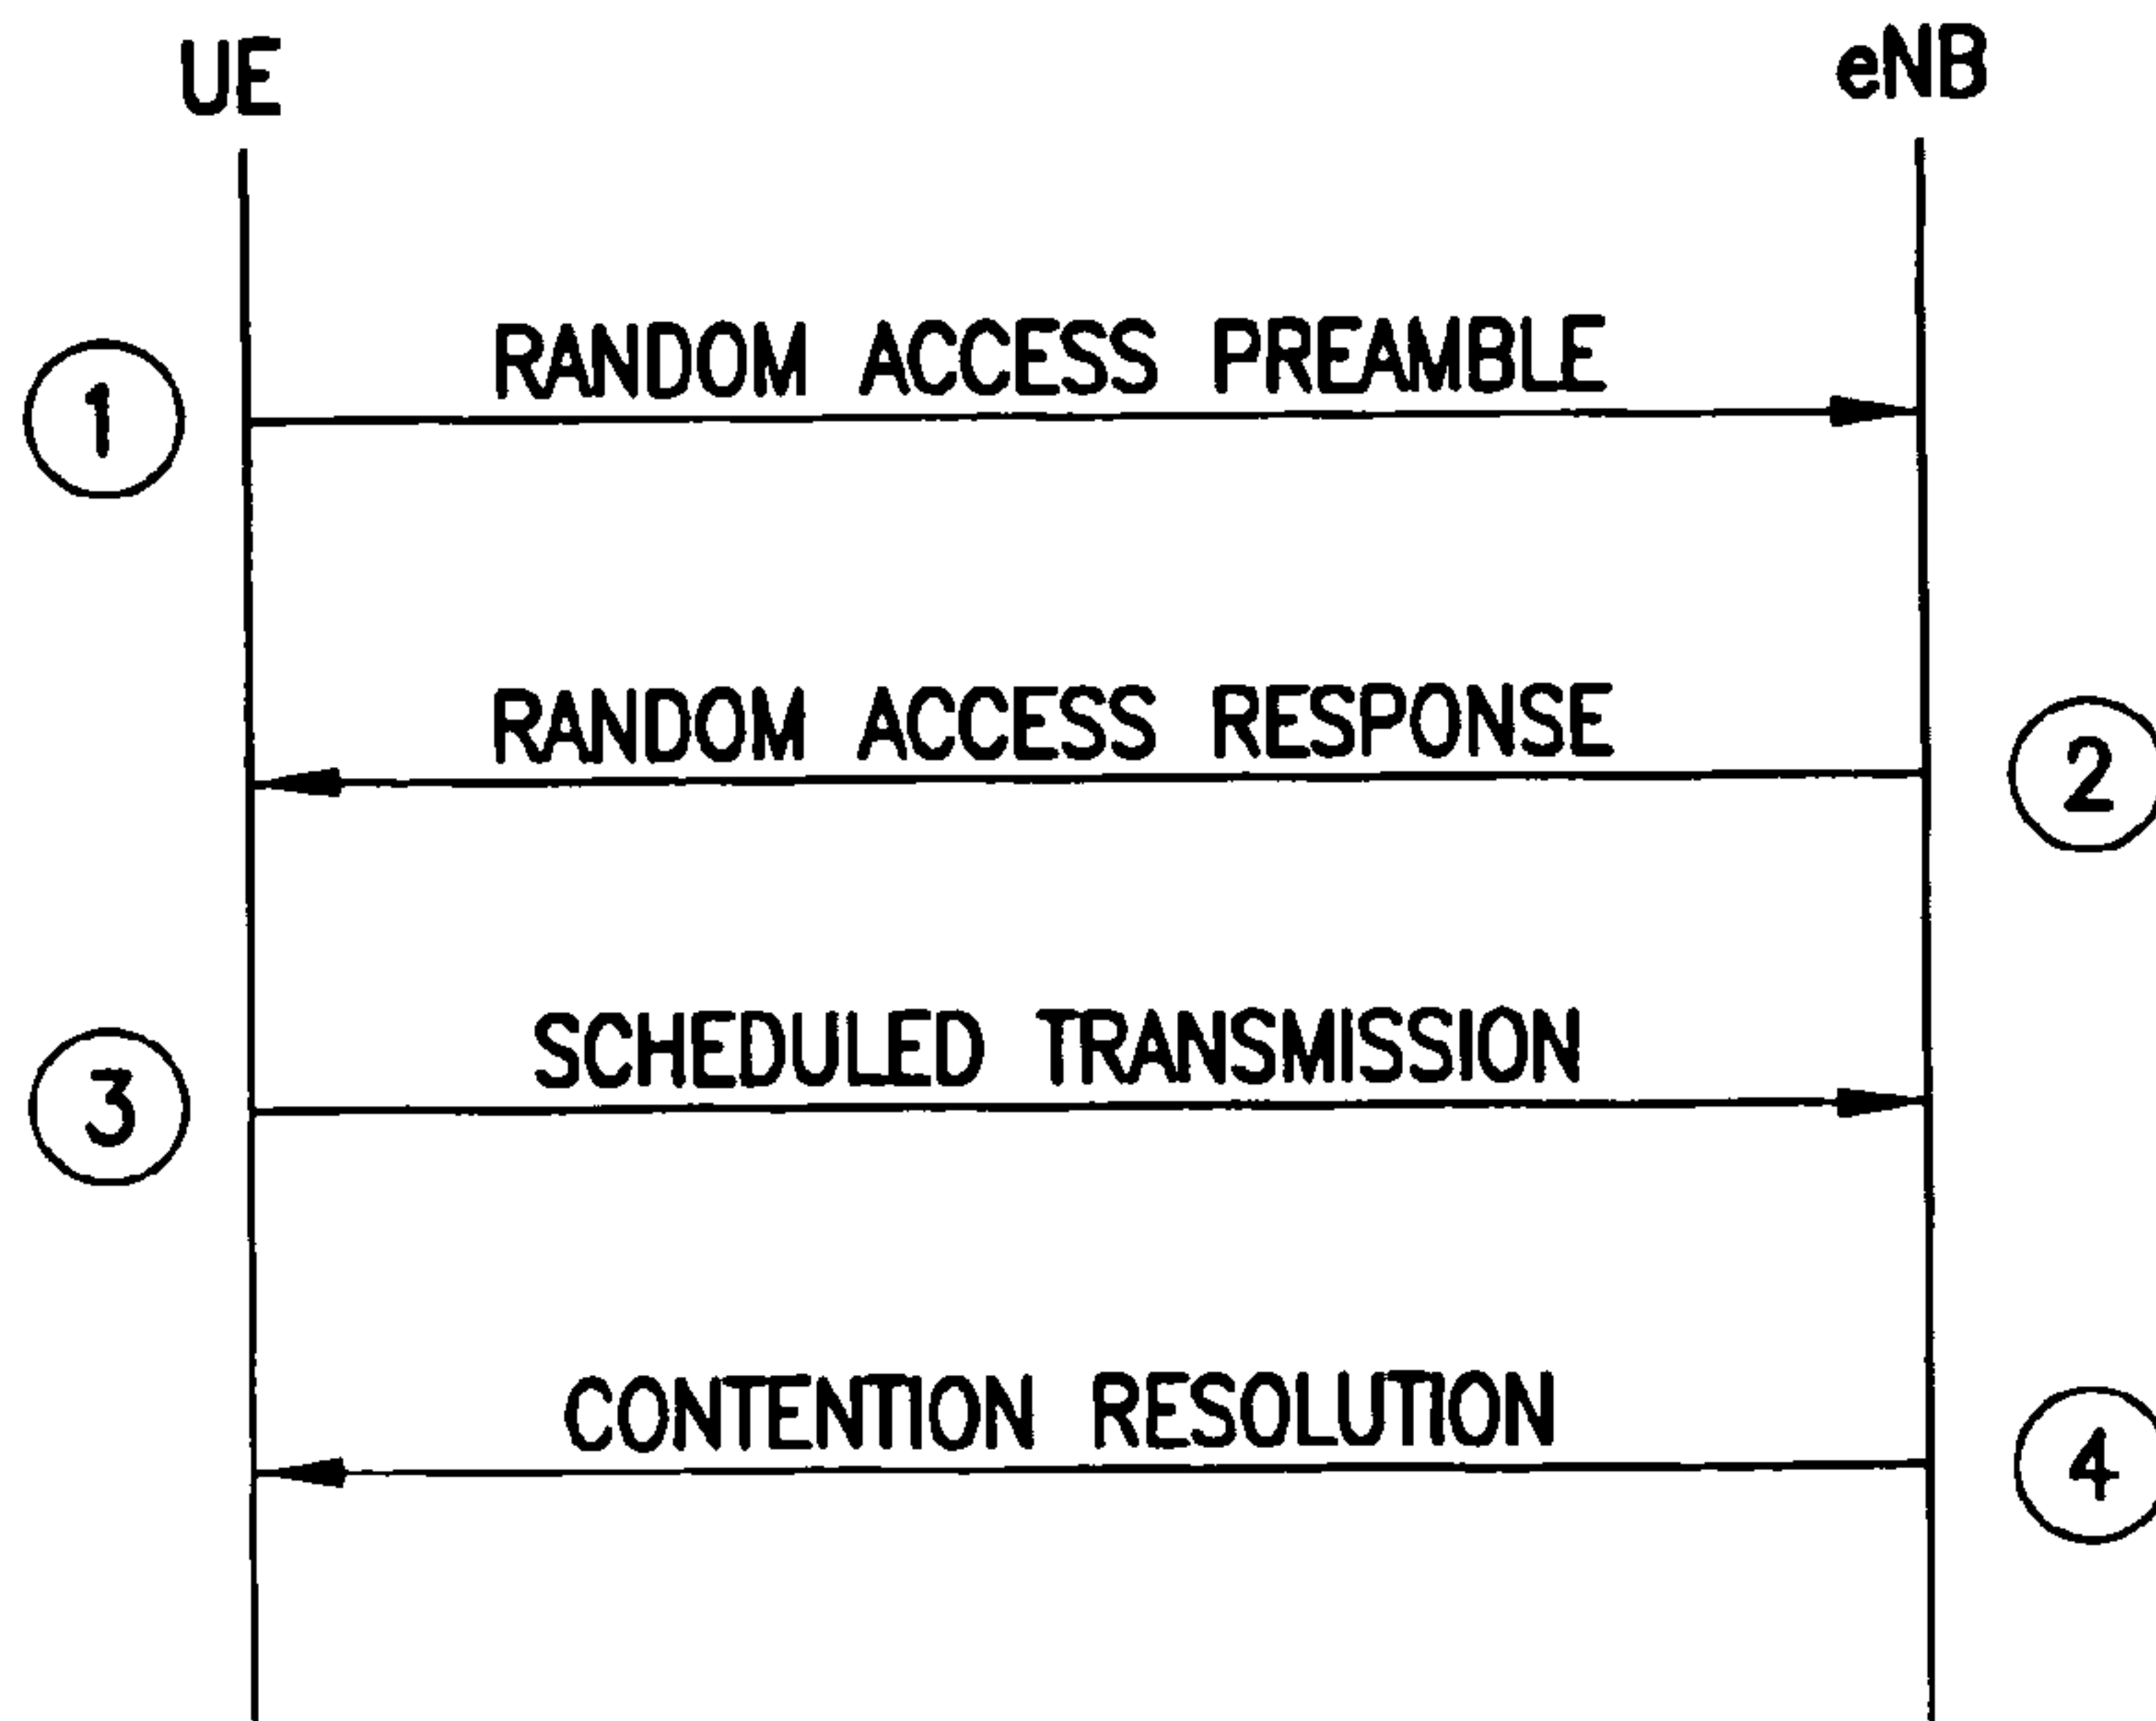 UE
eNB
RANDOM ACCESS PREAMBLE
1
RANDOM ACCESS RESPONSE
2
SCHEDULED TRANSMISSION
3
CONTENTION RESOLUTION
4